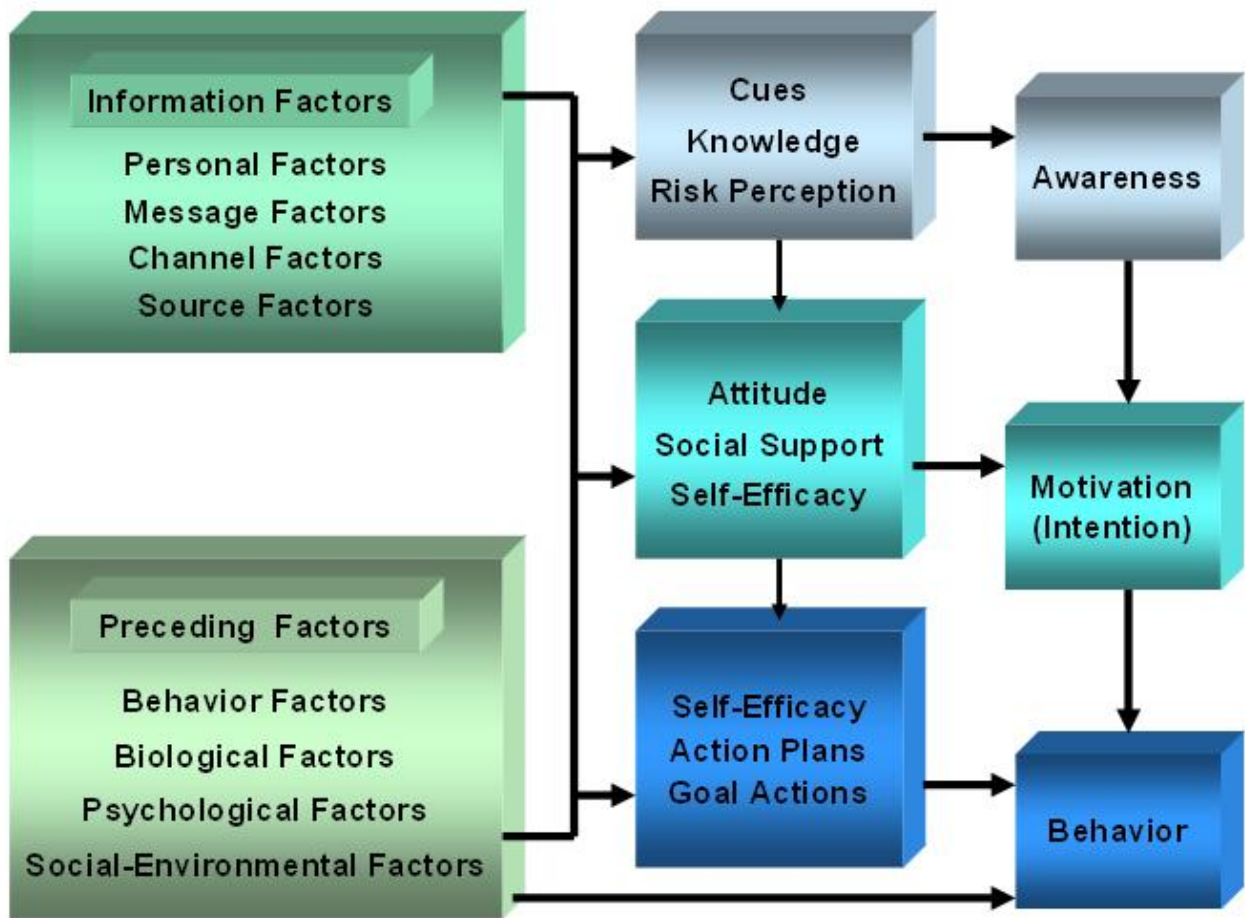 Information Factors
Personal Factors
Message Factors
Channel Factors
Source Factors
Preceding Factors
Behavior Factors
Biological Factors
Psychological Factors
Social-Environmental Factors
Cues
Knowledge
Risk Perception
Attitude
Social Support
Self-Efficacy
Self-Efficacy
Action Plans
Goal Actions
Awareness
Motivation
(Intention)
Behavior